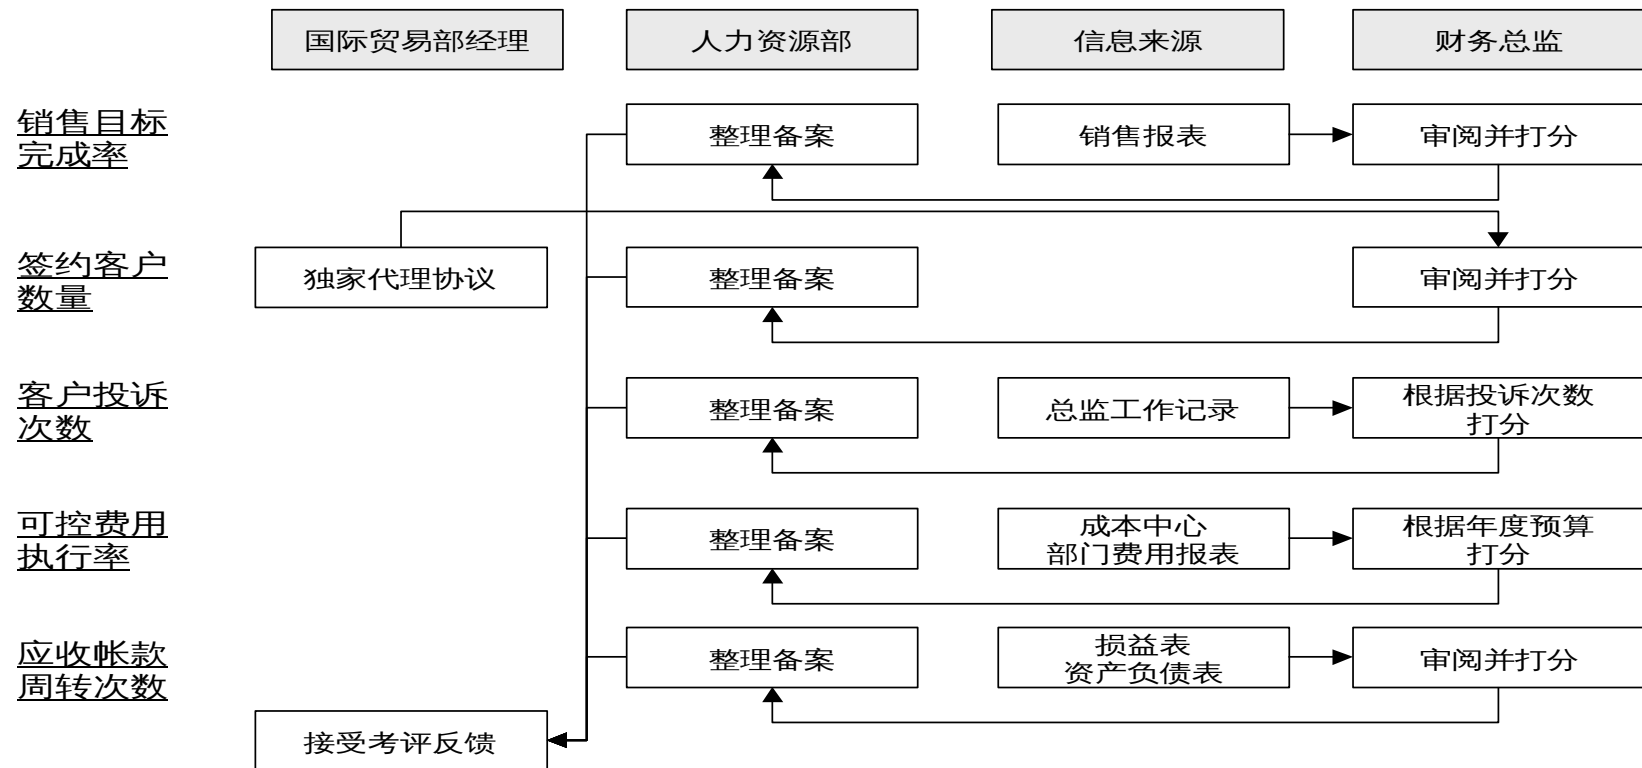 国际贸易部经理
人力资源部
信息来源
财务总监
销售目标
完成率
整理备案
销售报表
审阅并打分
签约客户
数量
独家代理协议
整理备案
审阅并打分
客户投诉
次数
整理备案
总监工作记录
根据投诉次数
打分
可控费用
执行率
整理备案
成本中心
部门费用报表
根据年度预算
打分
应收帐款
周转次数
整理备案
损益表
资产负债表
审阅并打分
接受考评反馈